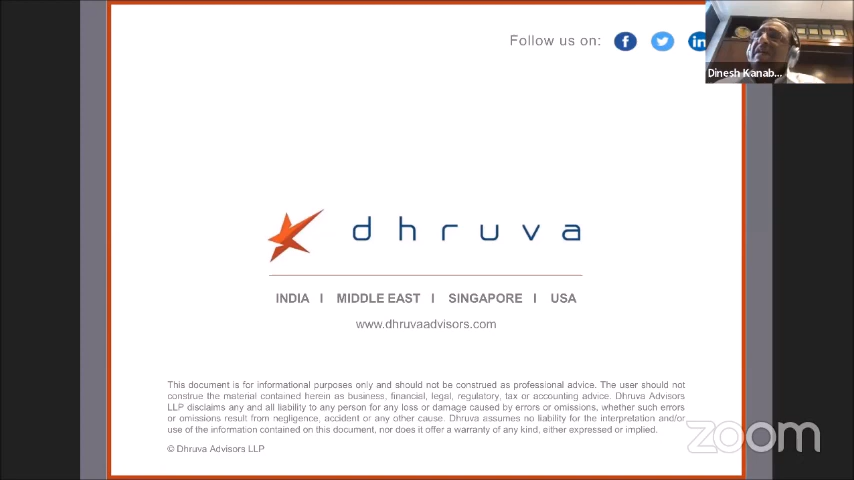 Follow us on:
Dinesh Kanab...
dhruva
INDIA I MIDDLE EAST I SINGAPORE I USA
www.dhruvaadvisors.com
This document is for informational purposes only and should not be construed as professional advice. The user should not
construe the material contained herein as business, financial, legal, regulatory, tax or accounting advice. Dhruva Advisors
LLP disclaims any and all liability to any person for any loss or damage caused by errors or omissions, whether such errors
or omissions result from negligence, accident or any other cause. Dhruva assumes no liability for the interpretation and/or
use of the information contained on this document, nor does it offer a warranty of any kind, either expressed or implied.
© Dhruva Advisors LLP
zoom